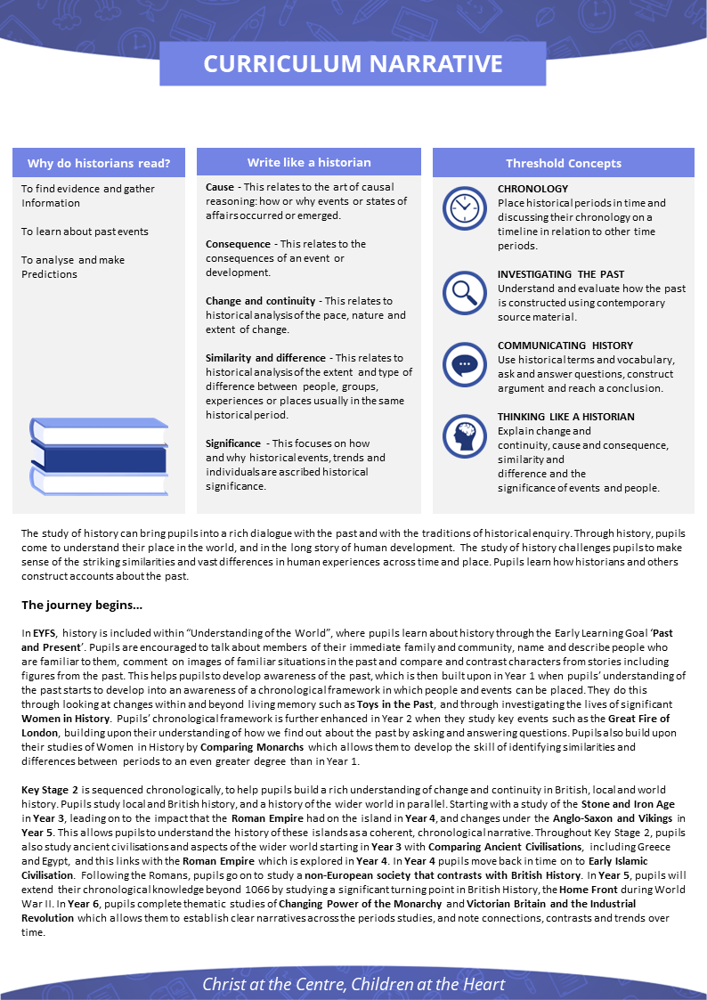 CURRICULUM NARRATIVE
Why do historians read?
To find evidence and gather
Information
To learn about past events
To analyse and make
Predictions
Write like a historian
Cause - This relates to the art of causal
reasoning: how or why events or states of
affairs occurred or emerged.
Consequence - This relates to the
consequences of an event or
development.
Change and continuity - This relates to
historical analysis of the pace, nature and
extent of change.
Similarity and difference - This relates to
historical analysis of the extent and type of
difference between people, groups,
experiences or places usually in the same
historical period.
Significance - This focuses on how
and why historical events, trends and
individuals are ascribed historical
significance.
Threshold Concepts
CHRONOLOGY
Place historical periods in time and
discussing their chronology on a
timeline in relation to other time
periods.
INVESTIGATING THE PAST
Understand and evaluate how the past
is constructed using contemporary
source material.
COMMUNICATING HISTORY
Use historical terms and vocabulary,
ask and answer questions, construct
argument and reach a conclusion.
THINKING LIKE A HISTORIAN
Explain change and
continuity, cause and consequence,
similarity and
difference and the
significance of events and people.
The study of history can bring pupils into a rich dialogue with the past and with the traditions of historical enquiry. Through history, pupils
come to understand their place in the world, and in the long story of human development. The study of history challenges pupils to make
sense of the striking similarities and vast differences in human experiences across time and place. Pupils learn how historians and others
construct accounts about the past.
The journey begins...
In EYFS, history is included within “Understanding of the World”, where pupils learn about history through the Early Learning Goal ‘Past
and Present’. Pupils are encouraged to talk about members of their immediate family and community, name and describe people who
are familiar to them, comment on images of familiar situations in the past and compare and contrast characters from stories including
figures from the past. This helps pupils to develop awareness of the past, which is then built upon in Year 1 when pupils’ understanding of
the past starts to develop into an awareness of a chronological framework in which people and events can be placed. They do this
through looking at changes within and beyond living memory such as Toys in the Past, and through investigating the lives of significant
Women in History. Pupils’ chronological framework is further enhanced in Year 2 when they study key events such as the Great Fire of
London, building upon their understanding of how we find out about the past by asking and answering questions. Pupils also build upon
their studies of Women in History by Comparing Monarchs which allows them to develop the skill of identifying similarities and
differences between periods to an even greater degree than in Year 1.
Key Stage 2 is sequenced chronologically, to help pupils build a rich understanding of change and continuity in British, local and world
history. Pupils study local and British history, and a history of the wider world in parallel. Starting with a study of the Stone and Iron Age
in Year 3, leading on to the impact that the Roman Empire had on the island in Year 4, and changes under the Anglo-Saxon and Vikings in
Year 5. This allows pupils to understand the history of these islands as a coherent, chronological narrative. Throughout Key Stage 2, pupils
also study ancient civilisations and aspects of the wider world starting in Year 3 with Comparing Ancient Civilisations, including Greece
and Egypt, and this links with the Roman Empire which is explored in Year 4. In Year 4 pupils move back in time on to Early Islamic
Civilisation. Following the Romans, pupils go on to study a non-European society that contrasts with British History. In Year 5, pupils will
extend their chronological knowledge beyond 1066 by studying a significant turning point in British History, the Home Front during World
War II. In Year 6, pupils complete thematic studies of Changing Power of the Monarchy and Victorian Britain and the Industrial
Revolution which allows them to establish clear narratives across the periods studies, and note connections, contrasts and trends over
time.
Christ at the Centre, Children at the Heart